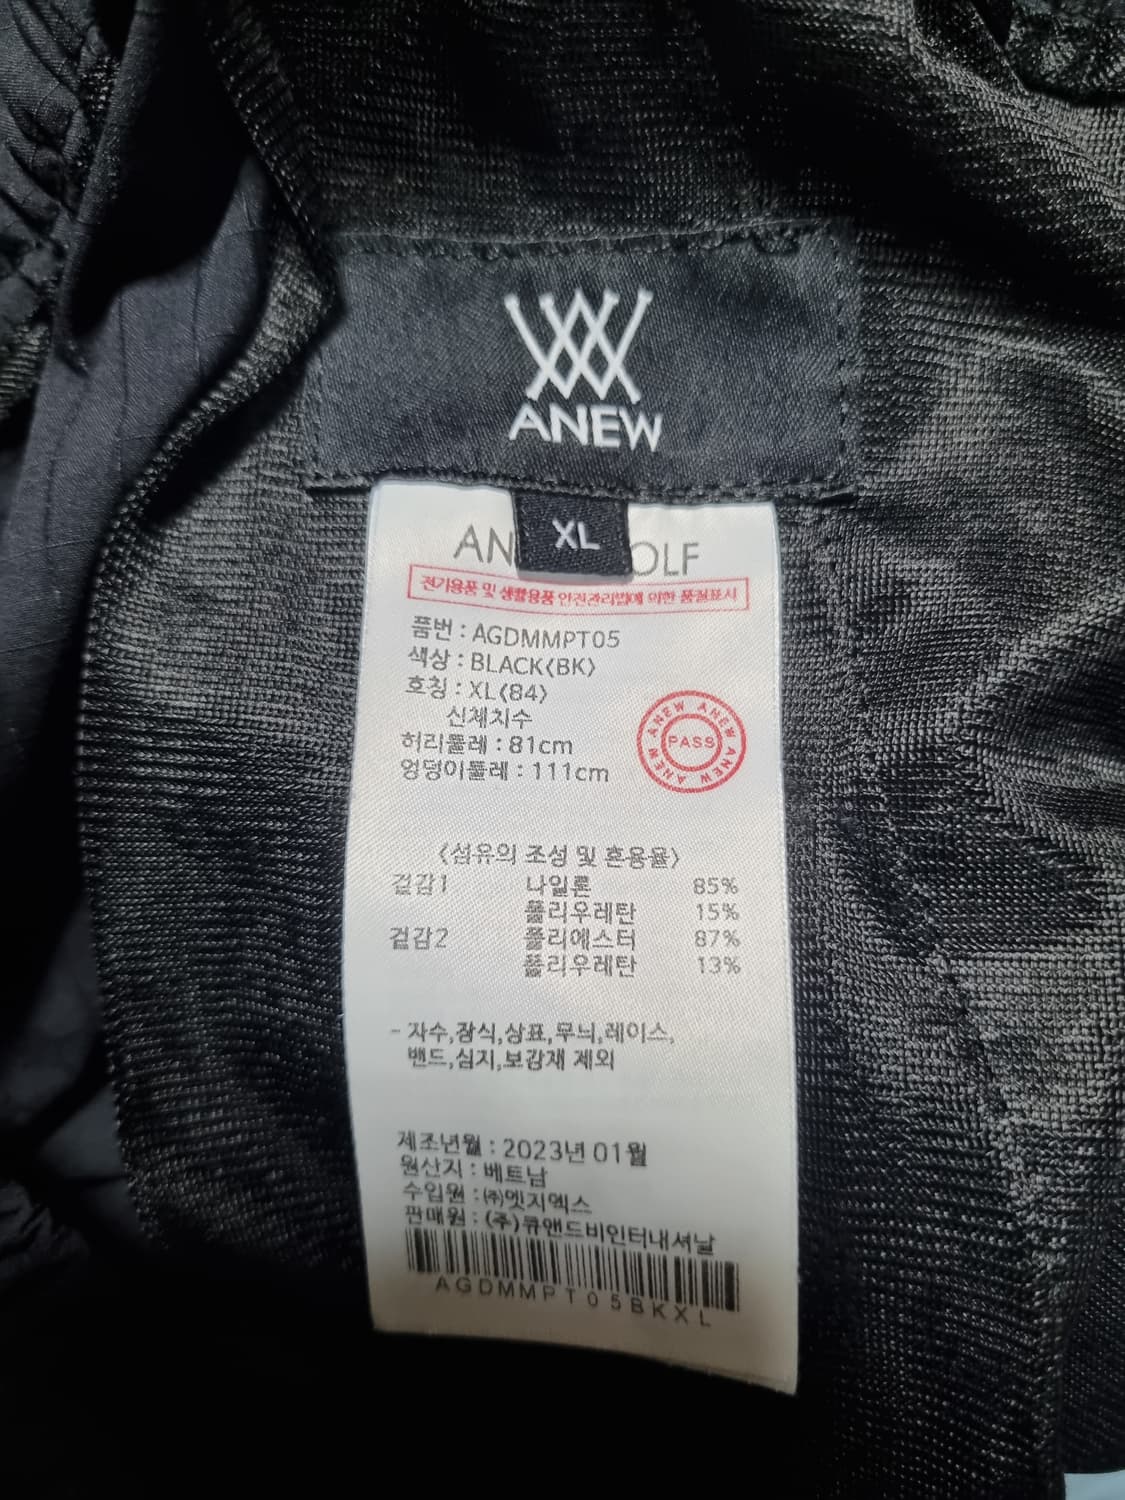 ANEW
XL
AN OLF
전기용품 및 생활용품 안전관리법에 의한 품질표시
품번 : AGDMMPT05
색상 : BLACK(BK)
호칭 : XL(84)
신체치수
허리둘레 : 81cm
엉덩이둘레 : 111cm
ANEW ANEW ANEW ANEW
PASS
<섬유의 조성 및 혼용율>
겉감1 나일론 85%
폴리우레탄 15%
겉감2 폴리에스터 87%
폴리우레탄 13%
- 자수,장식,상표,무늬,레이스,
밴드,심지,보강재 제외
제조년월 : 2023년 01월
원산지 : 베트남
수입원 : ㈜엣지엑스
판매원 : (주)큐앤드비인터내셔날
AGDMMPT05BKXL